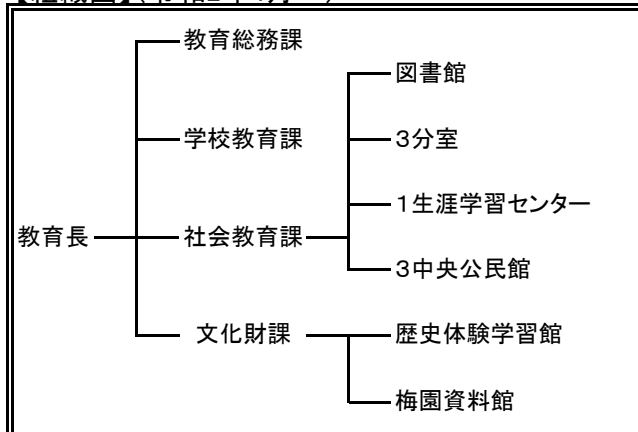 教育総務課
図書館
学校教育課
3分室
1生涯学習センター
教育長
社会教育課
3中央公民館
文化財課
歴史体験学習館
梅園資料館